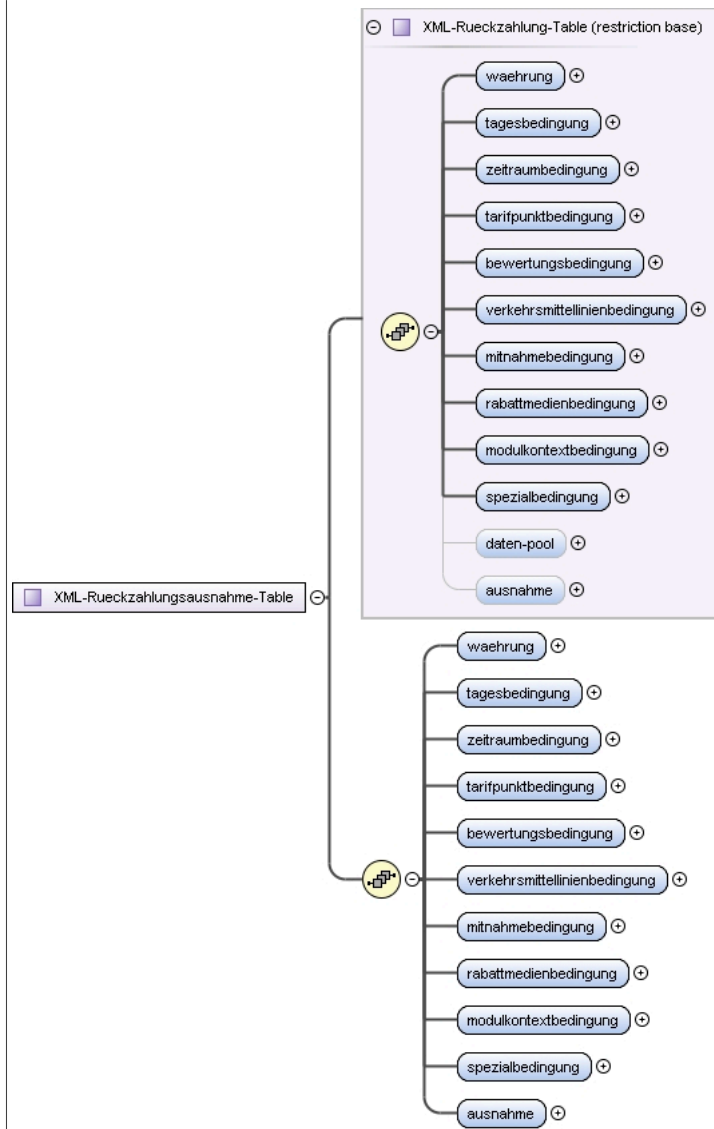 XML-Rueckzahlung-Table (restriction base)
waehrung
tagesbedingung
zeitraumbedingung
tarifpunktbedingung
bewertungsbedingung
verkehrsmittellinienbedingung
mitnahmebedingung
rabattmedienbedingung
modulkontextbedingung
spezialbedingung
daten-pool
ausnahme
XML-Rueckzahlungsausnahme-Table
waehrung
tagesbedingung
zeitraumbedingung
tarifpunktbedingung
bewertungsbedingung
verkehrsmittellinienbedingung
mitnahmebedingung
rabattmedienbedingung
modulkontextbedingung
spezialbedingung
ausnahme